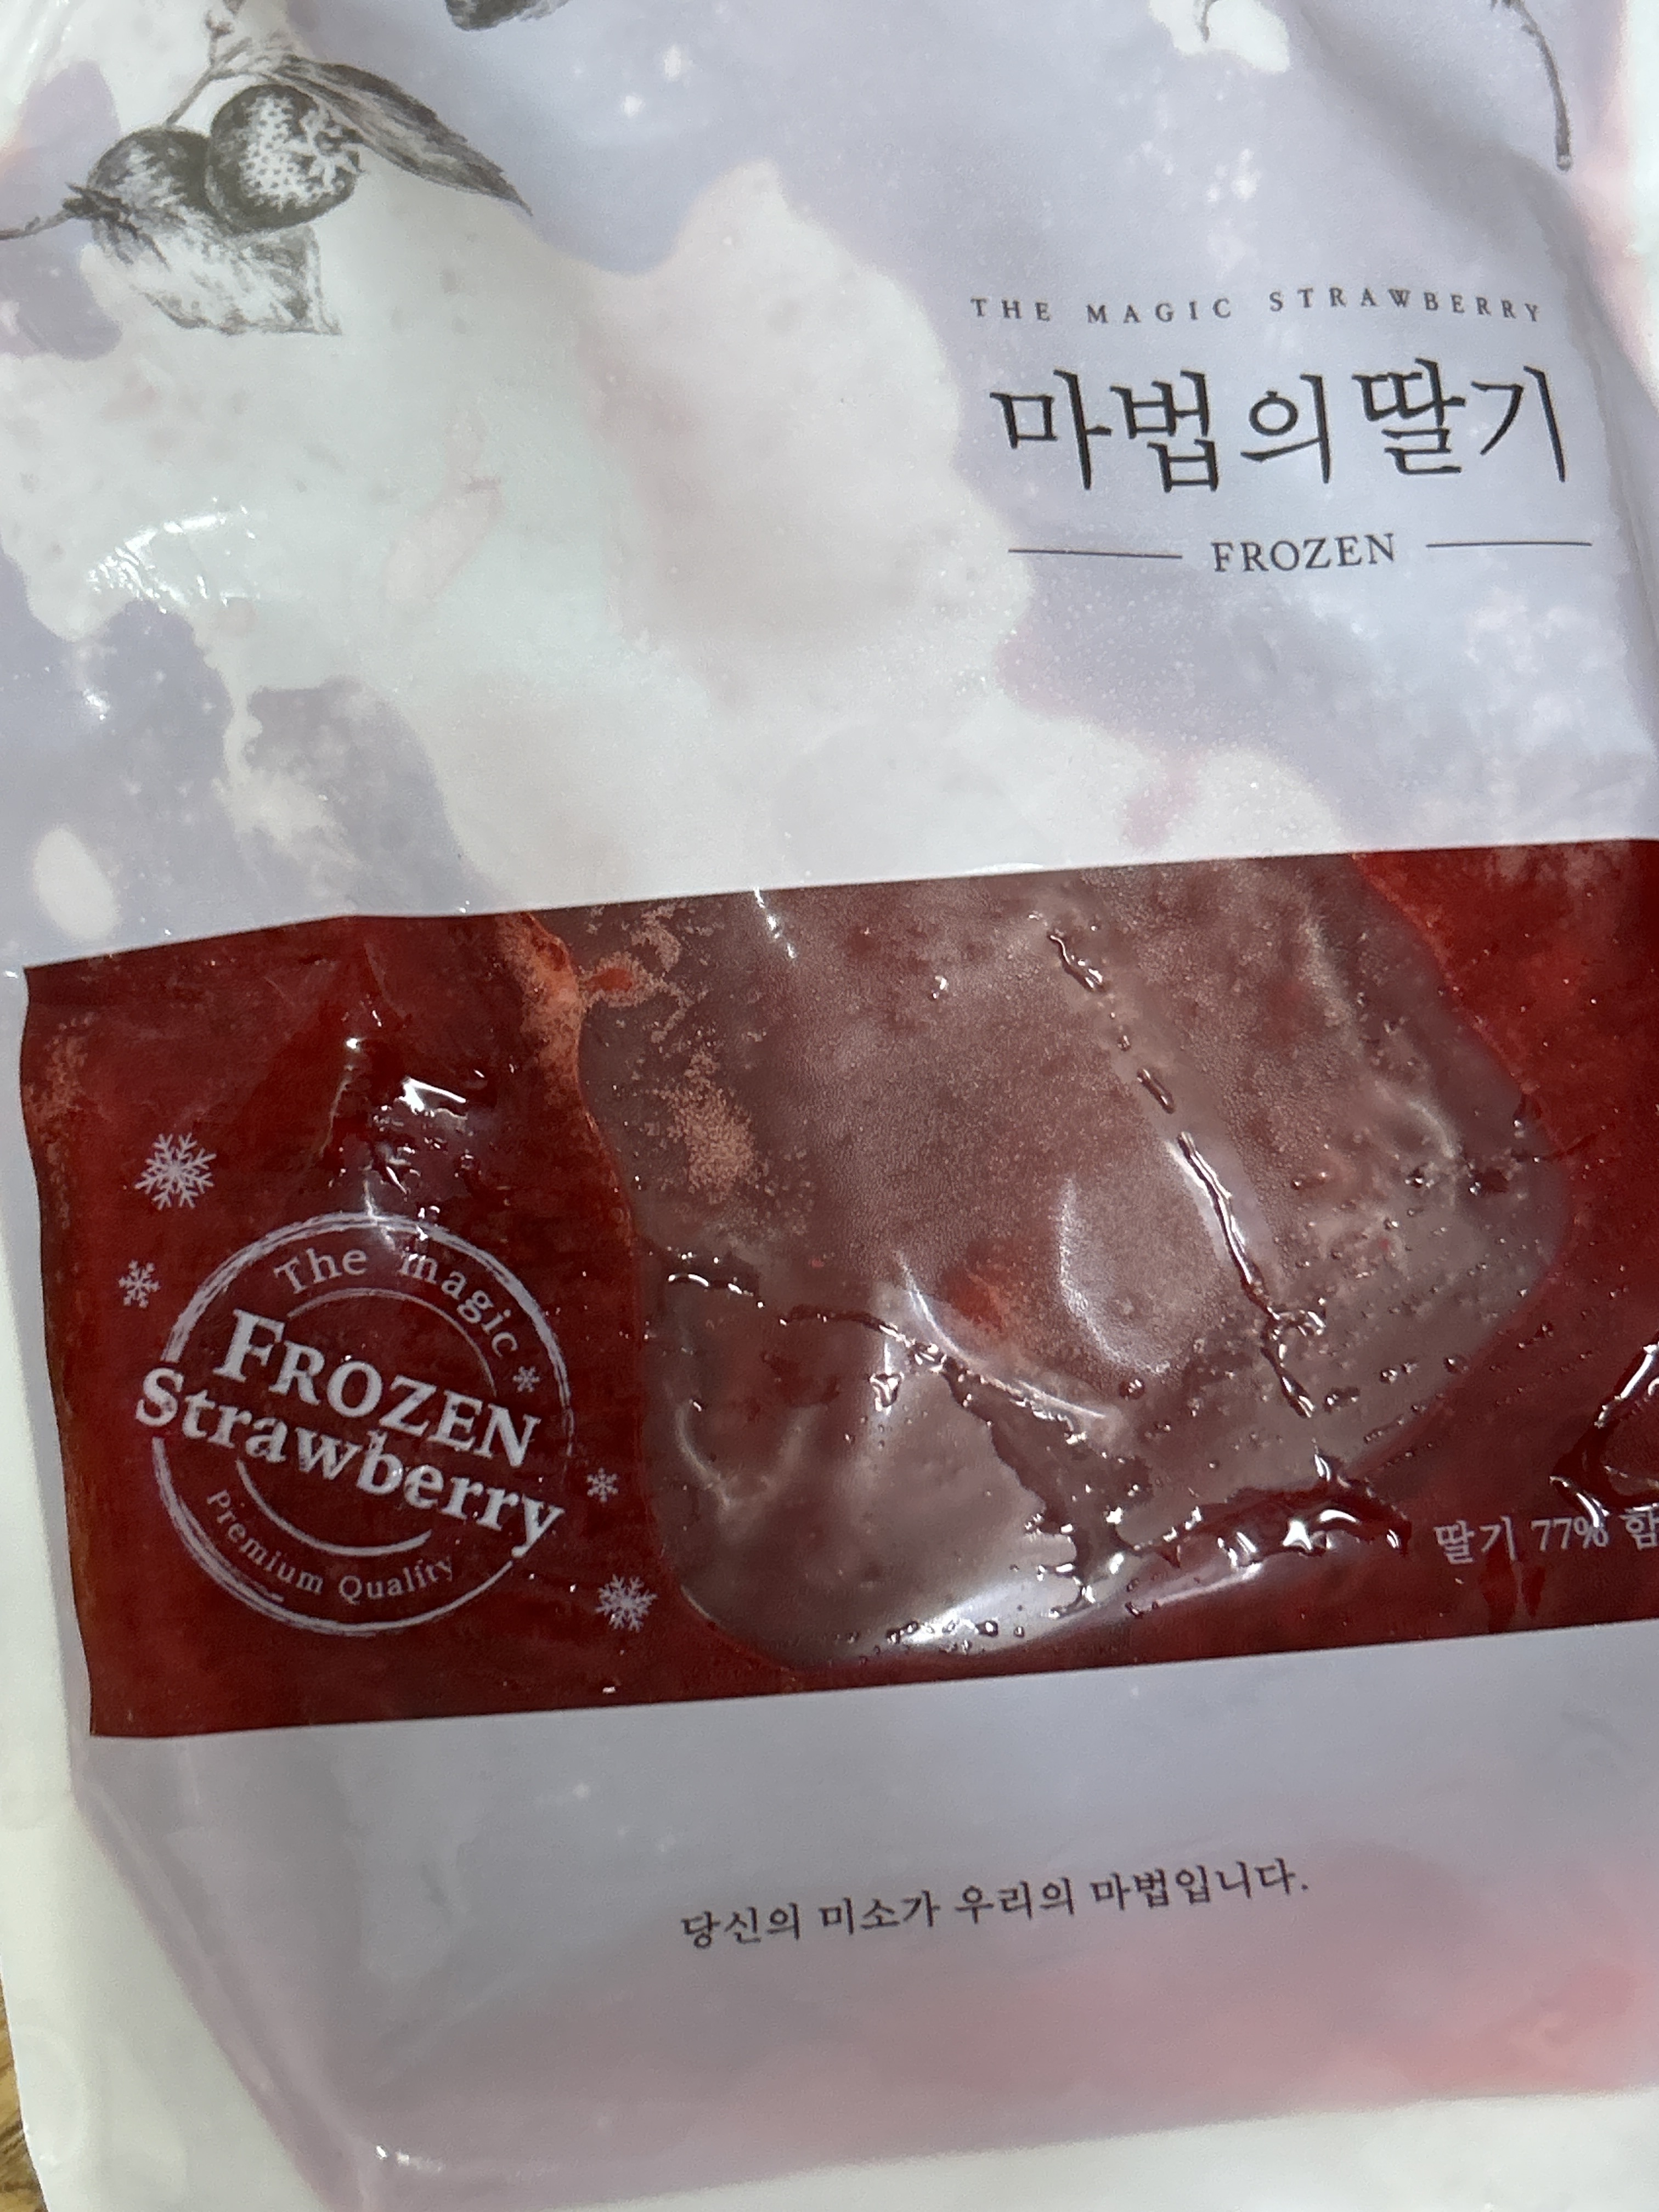 THE MAGIC STRAWBERRY
마법의딸기
FROZEN
The magic
FROZEN
Strawberry
Premium Quality
딸기 77%
당신의 미소가 우리의 마법입니다.